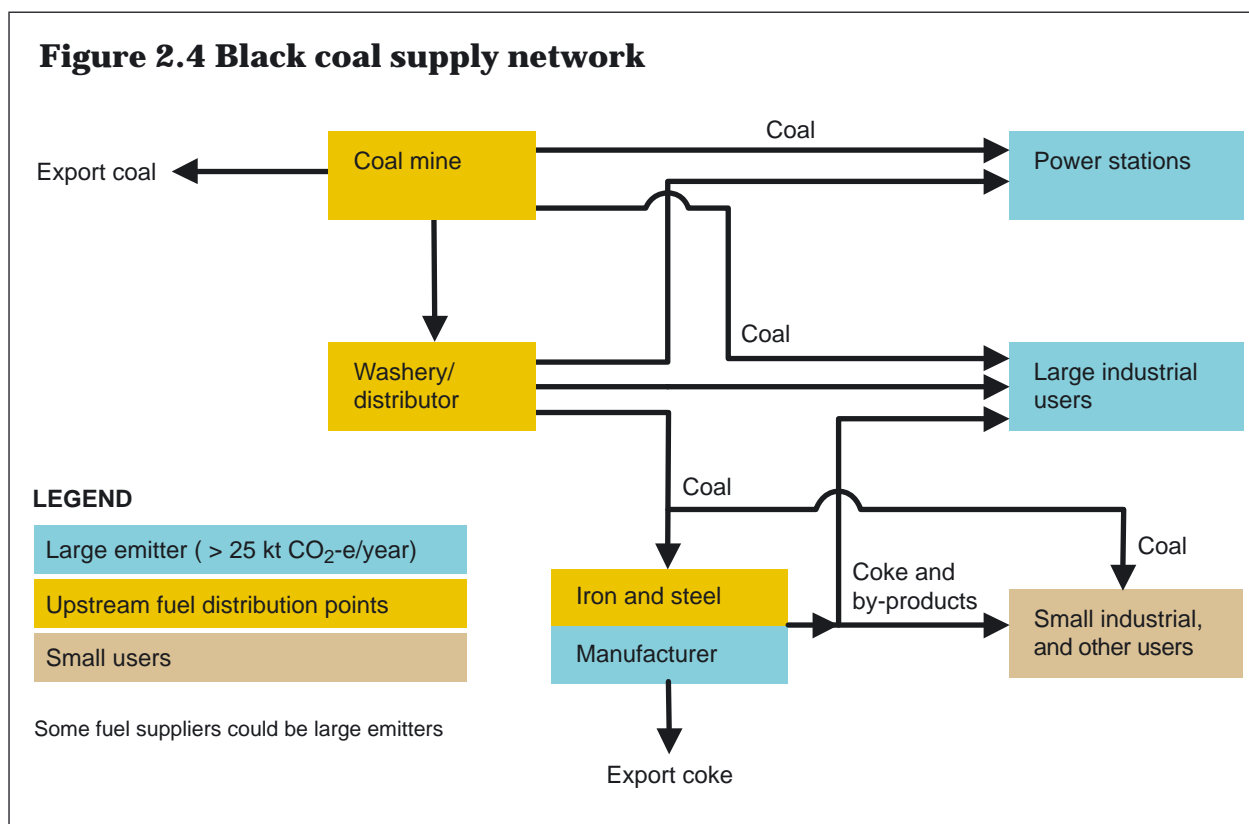 Figure 2.4 Black coal supply network
Coal
Export coal
Coal mine
Power stations
Coal
Washery/
distributor
Large industrial
users
LEGEND
Coal
Large emitter ( > 25 kt CO₂-e/year)
Coal
Upstream fuel distribution points
Iron and steel
Coke and
by-products
Small industrial,
and other users
Small users
Manufacturer
Some fuel suppliers could be large emitters
Export coke